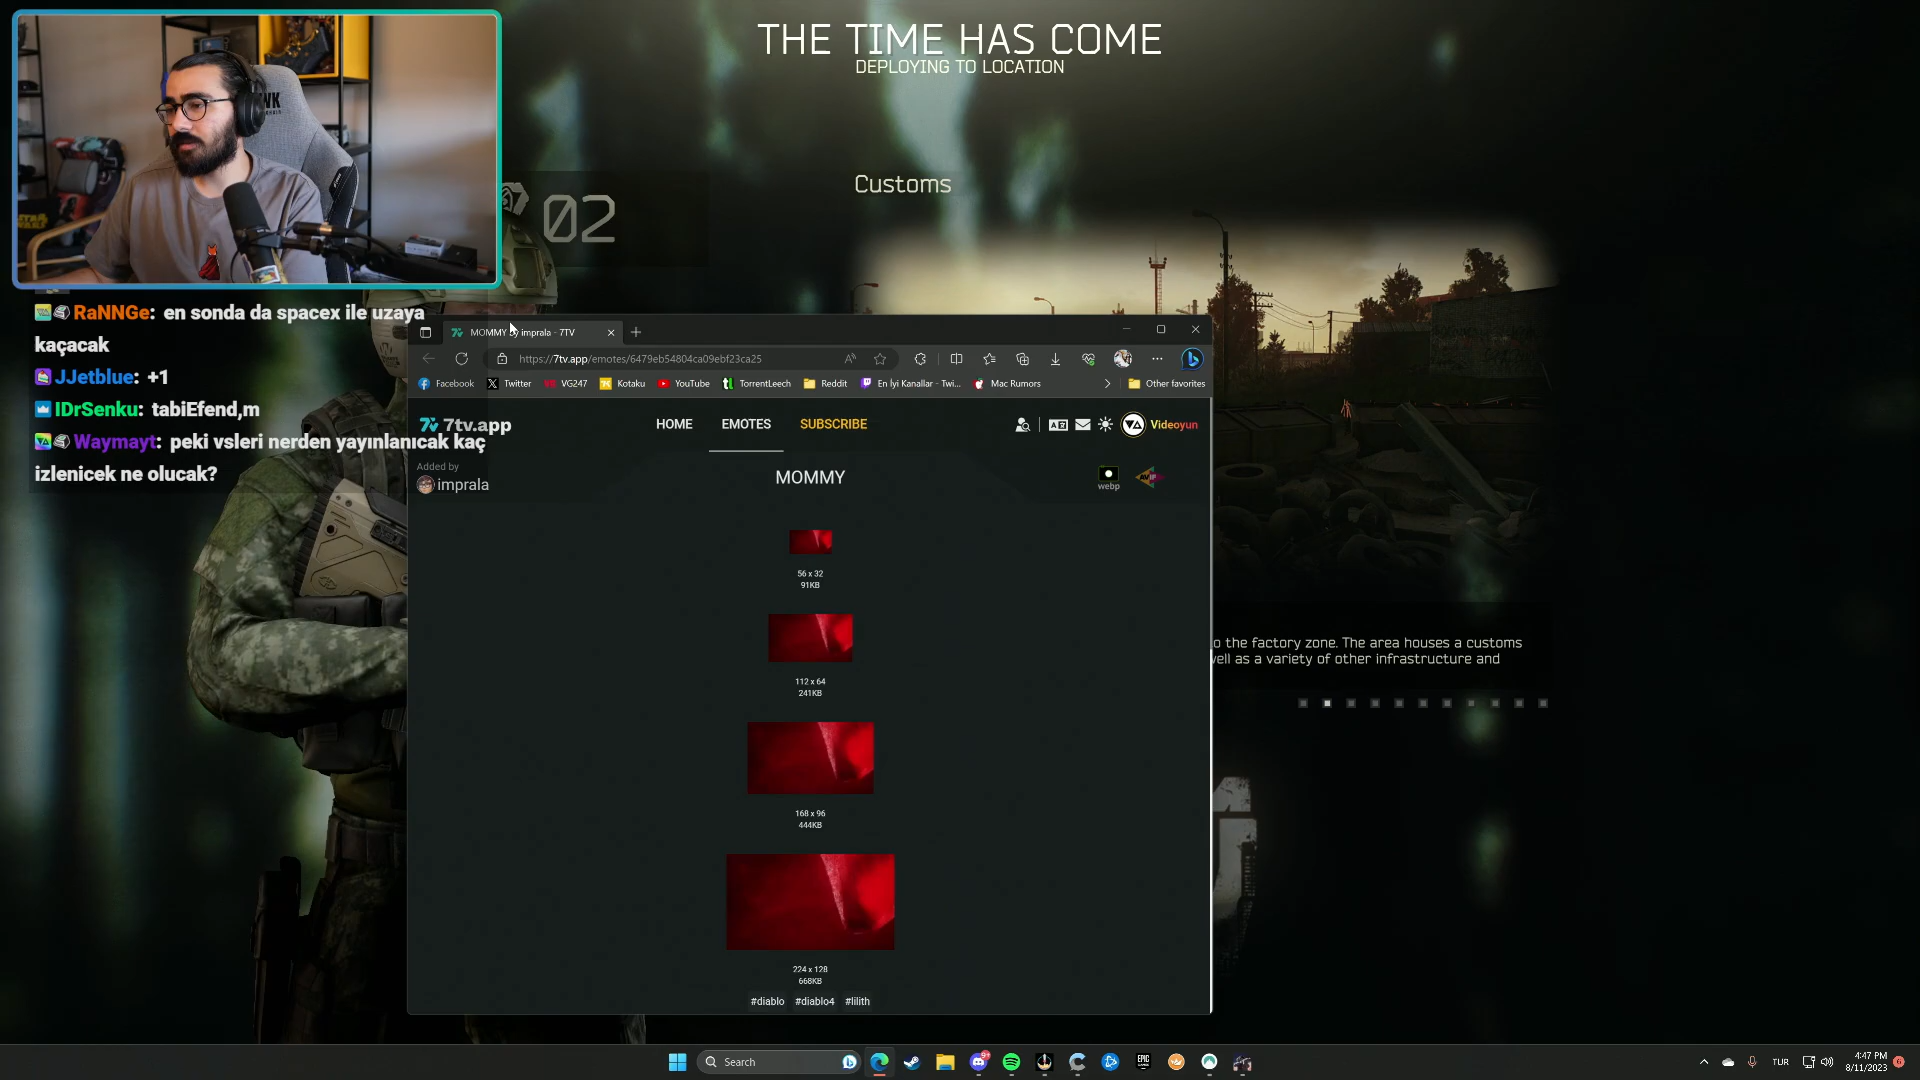 THE TIME HAS COME
DEPLOYING TO LOCATION
Customs
02
RaNNGe: en sonda da spacex ile uzaya
kaçacak
JJetblue: +1
IDrSenku: tabiEfend,m
Waymayt: peki vsleri nerden yayınlanıcak kaç
izlenicek ne olucak?
MOMMY by imprala - 7TV
https://7tv.app/emotes/6479eb54804ca09ebf23ca25
Facebook
Twitter
VG247
Kotaku
YouTube
TorrentLeech
Reddit
En İyi Kanallar - Twi...
Mac Rumors
Other favorites
7tv.app
HOME
EMOTES
SUBSCRIBE
Videoyun
Added by
imprala
MOMMY
webp
56 x 32
91KB
112 x 64
241KB
168 x 96
444KB
224 x 128
668KB
#diablo #diablo4 #lilith
o the factory zone. The area houses a customs
well as a variety of other infrastructure and
Search
TUR
4:47 PM
8/11/2023